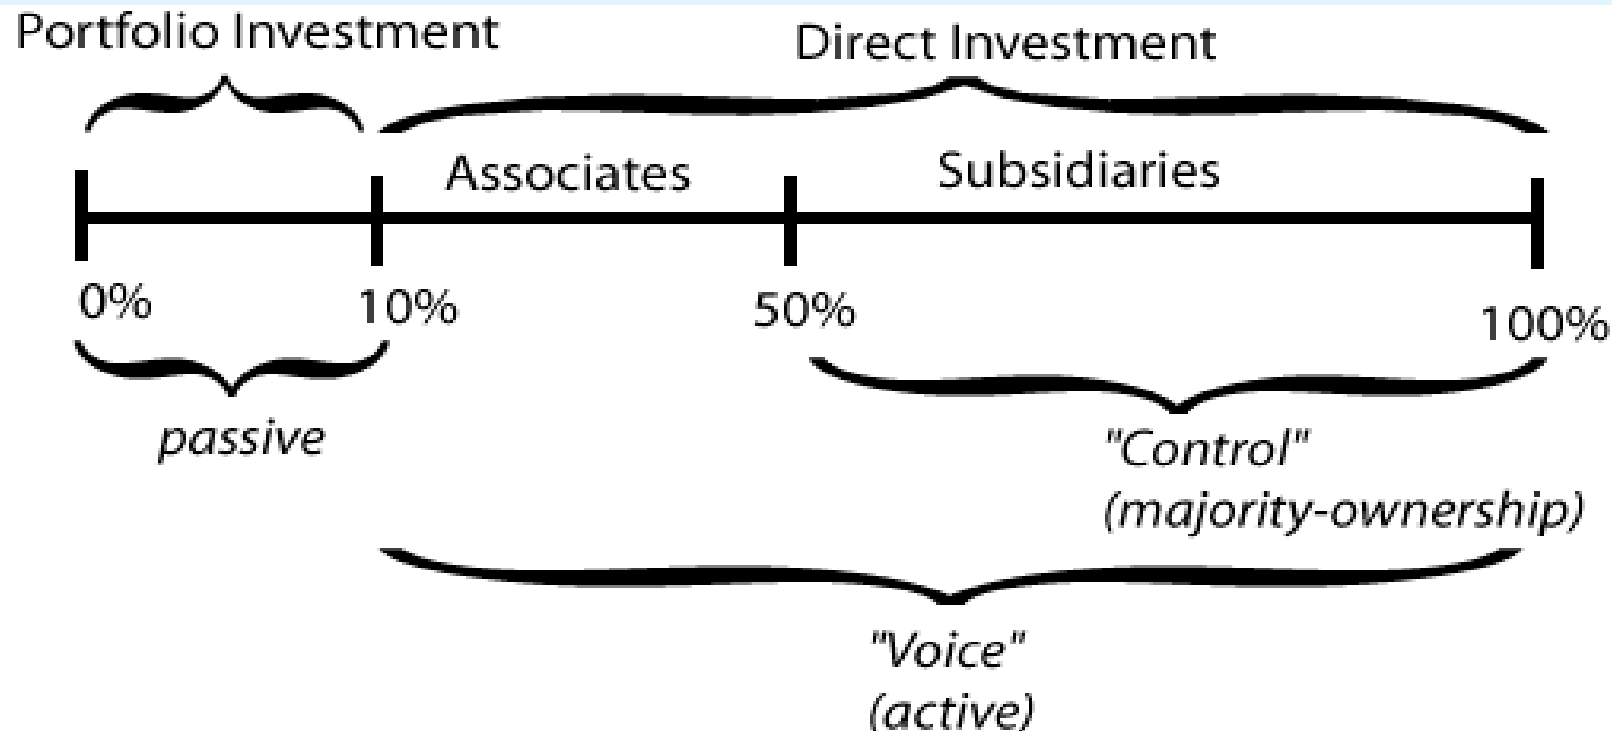 Portfolio Investment
Direct Investment
Associates
Subsidiaries
0%
10%
50%
100%
passive
"Control"
(majority-ownership)
"Voice"
(active)